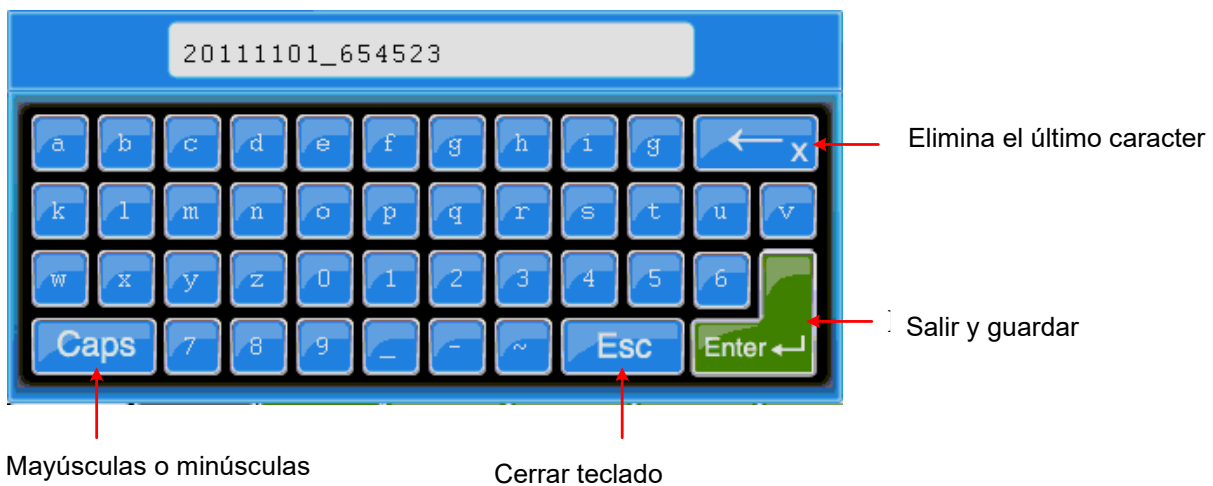 20111101_654523
a b c d e f g h i g ← x
Elimina el último caracter
k l m n o p q r s t u v
w x y z 0 1 2 3 4 5 6
Caps 7 8 9 _ - ~ Esc Enter
Salir y guardar
Mayúsculas o minúsculas
Cerrar teclado